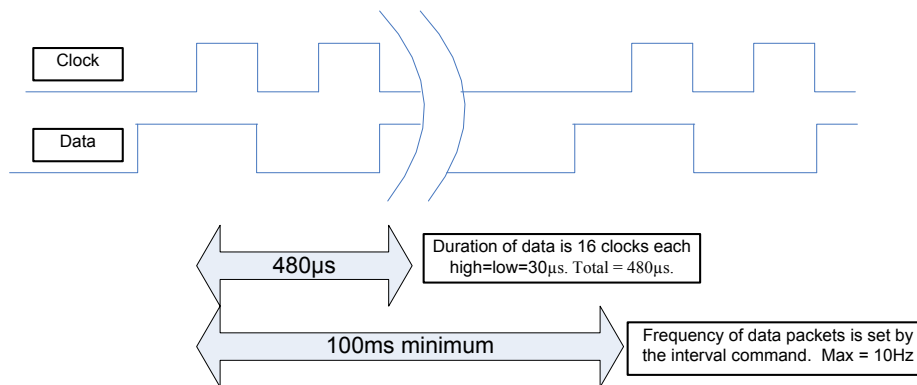 Clock
Data
480µs
Duration of data is 16 clocks each
high=low=30µs. Total = 480µs.
100ms minimum
Frequency of data packets is set by
the interval command. Max = 10Hz